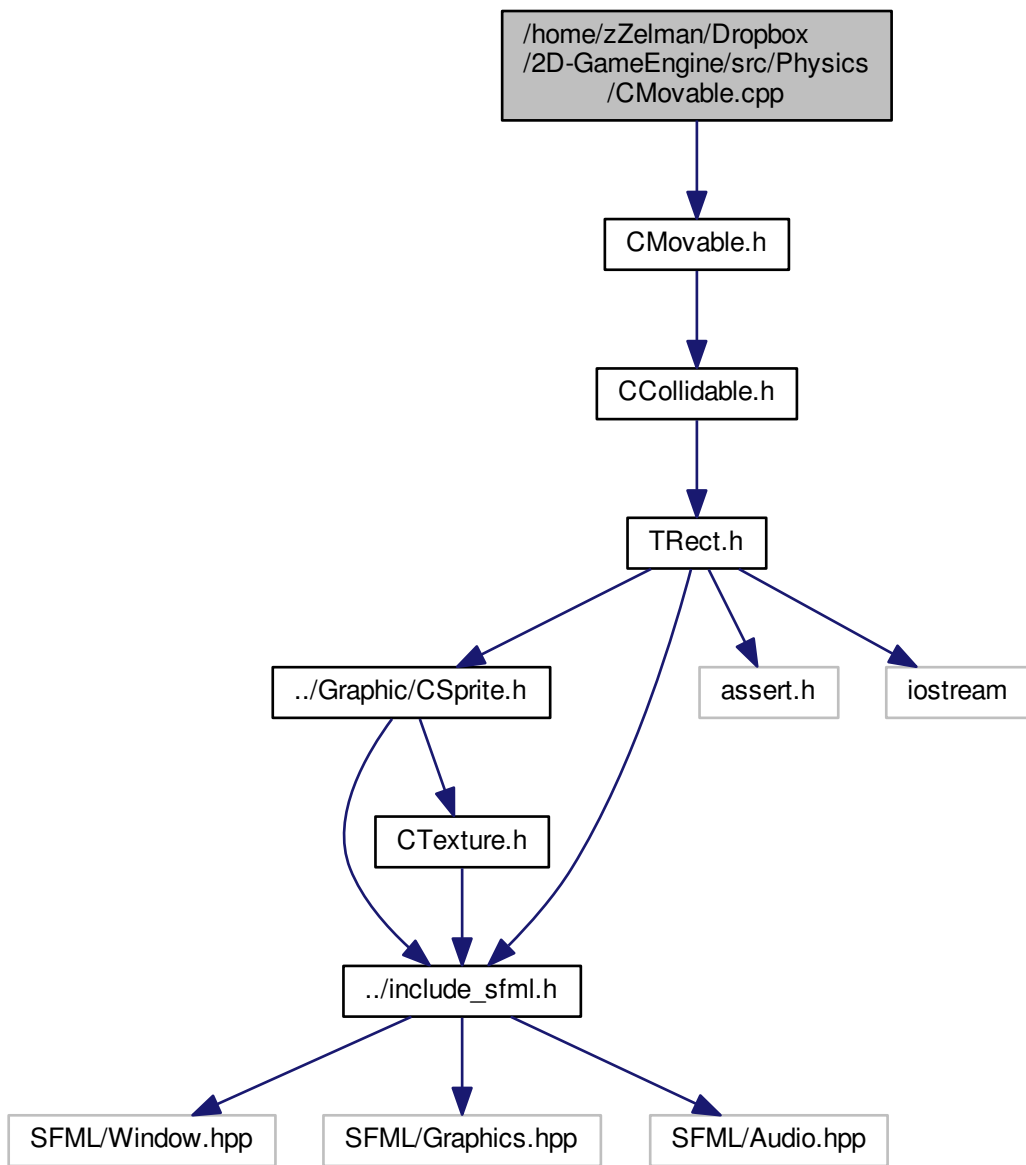 /home/zZelman/Dropbox
/2D-GameEngine/src/Physics
/CMovable.cpp
CMovable.h
CCollidable.h
TRect.h
../Graphic/CSprite.h
assert.h
iostream
CTexture.h
../include_sfml.h
SFML/Window.hpp
SFML/Graphics.hpp
SFML/Audio.hpp